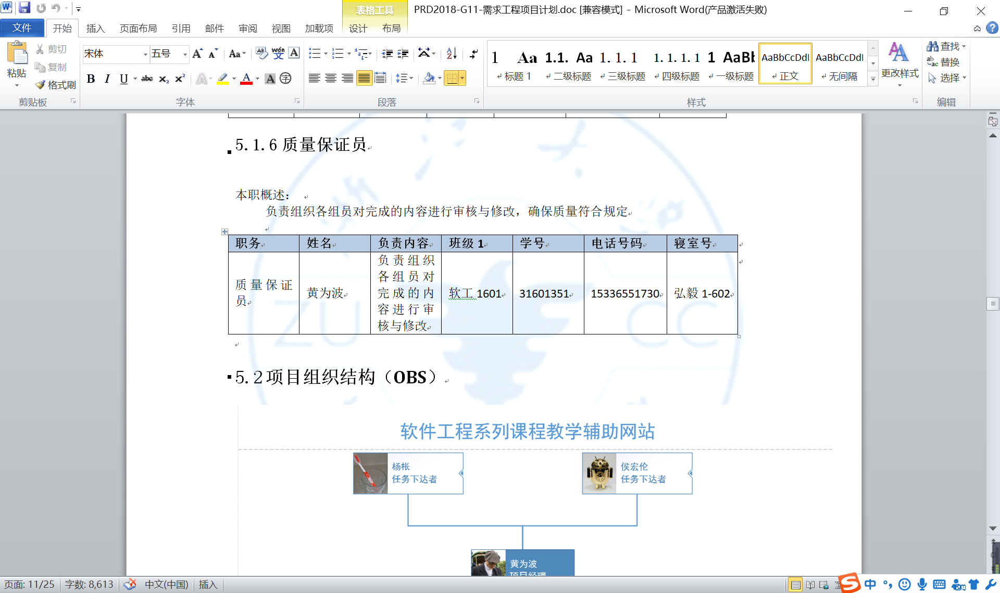 PRD2018-G11-需求工程项目计划.doc [兼容模式] - Microsoft Word(产品激活失败)
表格工具
文件 开始 插入 页面布局 引用 邮件 审阅 视图 加载项 设计 布局
粘贴
剪切
复制
格式刷
剪贴板
宋体 五号
字体
段落
1 Aa 1.1. Aa 1. 1. 1 1. 1. 1. 1 1 AaBb AaBbCcDdI AaBbCcDdI
标题 1 二级标题 三级标题 四级标题 一级标题 正文 无间隔
更改样式
样式
查找
替换
选择
编辑
5.1.6 质量保证员
本职概述:
负责组织各组员对完成的内容进行审核与修改，确保质量符合规定
职务 姓名 负责内容 班级 1 学号 电话号码 寝室号
质量保证员 黄为波 负责组织各组员对完成的内容进行审核与修改 软工 1601 31601351 15336551730 弘毅 1-602
ZU CC
5.2项目组织结构（OBS）
软件工程系列课程教学辅助网站
杨枨
任务下达者
侯宏伦
任务下达者
黄为波
项目经理
页面: 11/25 字数: 8,613 中文(中国) 插入
中